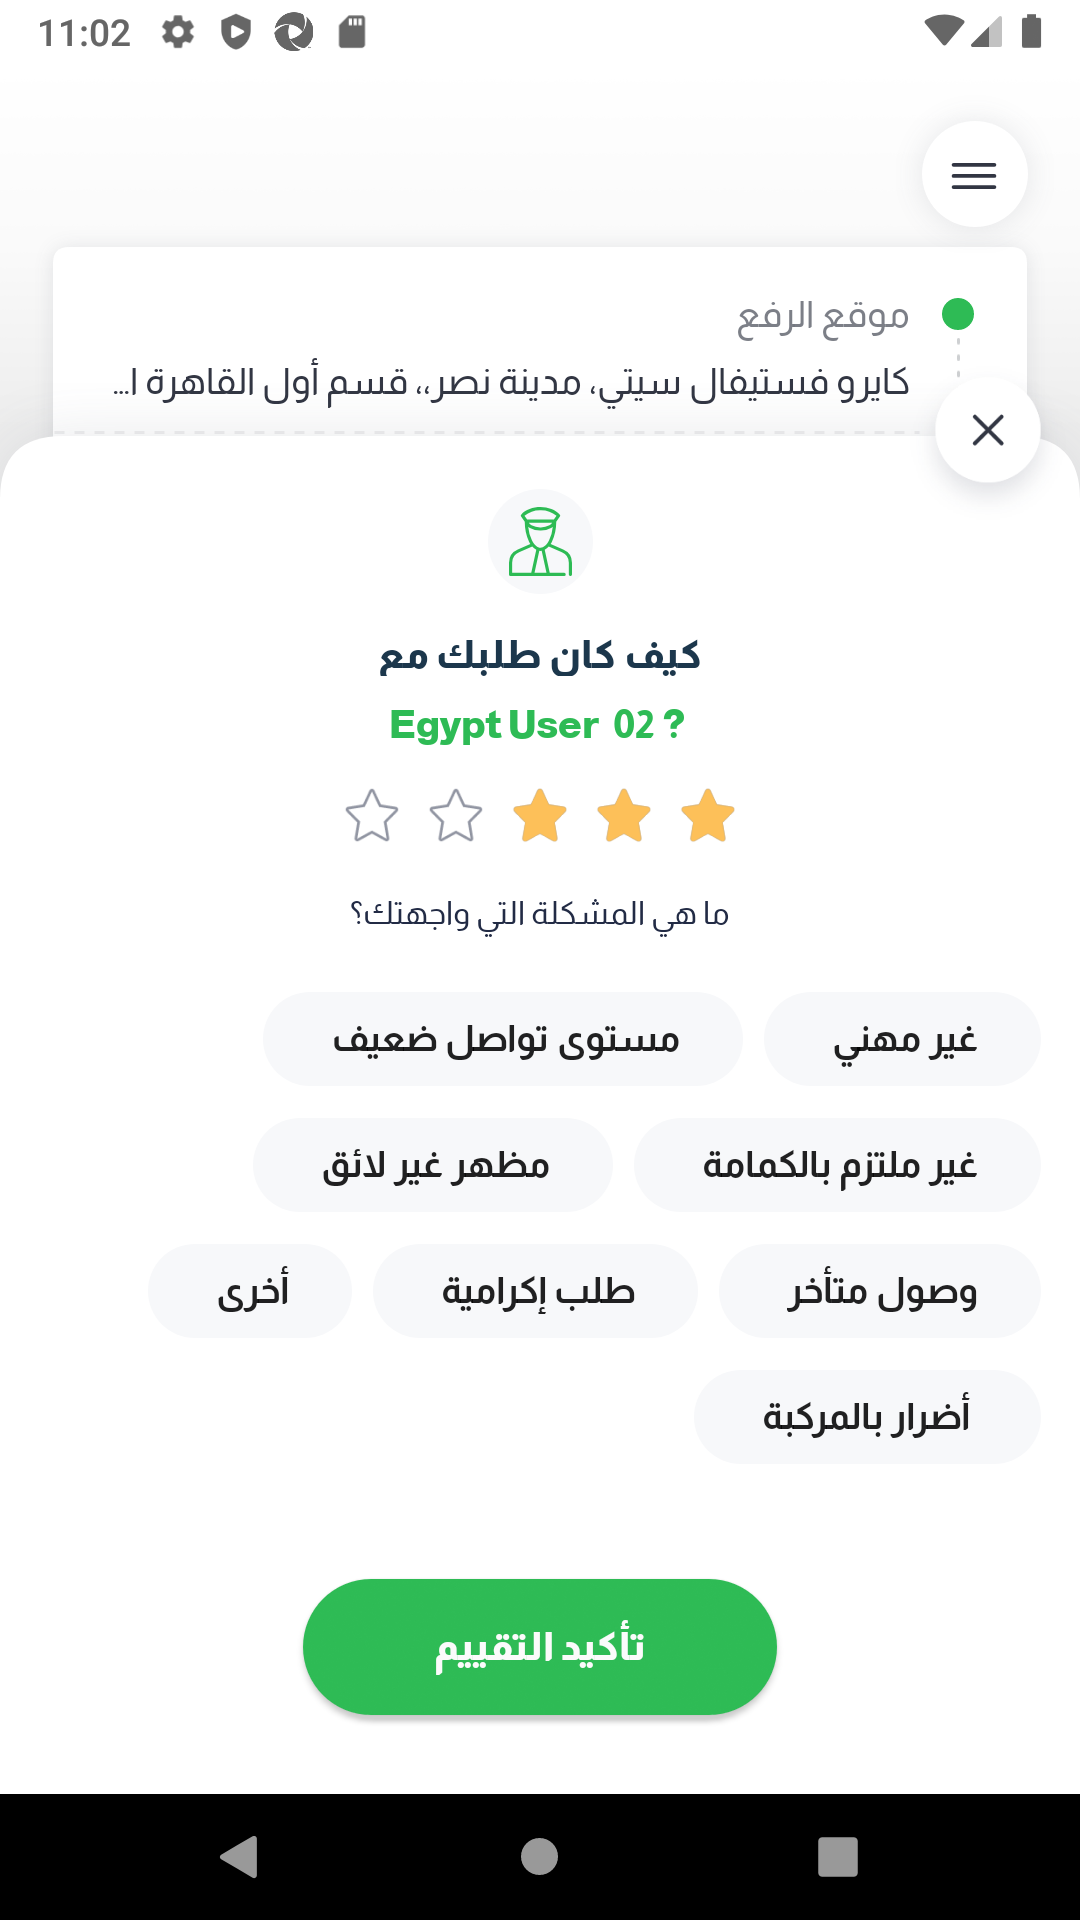 11:02
موقع الرفع
كايرو فستيفال سيتي، مدينة نصر،، قسم أول القاهرة ا...
كيف كان طلبك مع
Egypt User  02 ?
ما هي المشكلة التي واجهتك؟
غير مهني
مستوى تواصل ضعيف
غير ملتزم بالكمامة
مظهر غير لائق
وصول متأخر
طلب إكرامية
أخرى
أضرار بالمركبة
تأكيد التقييم